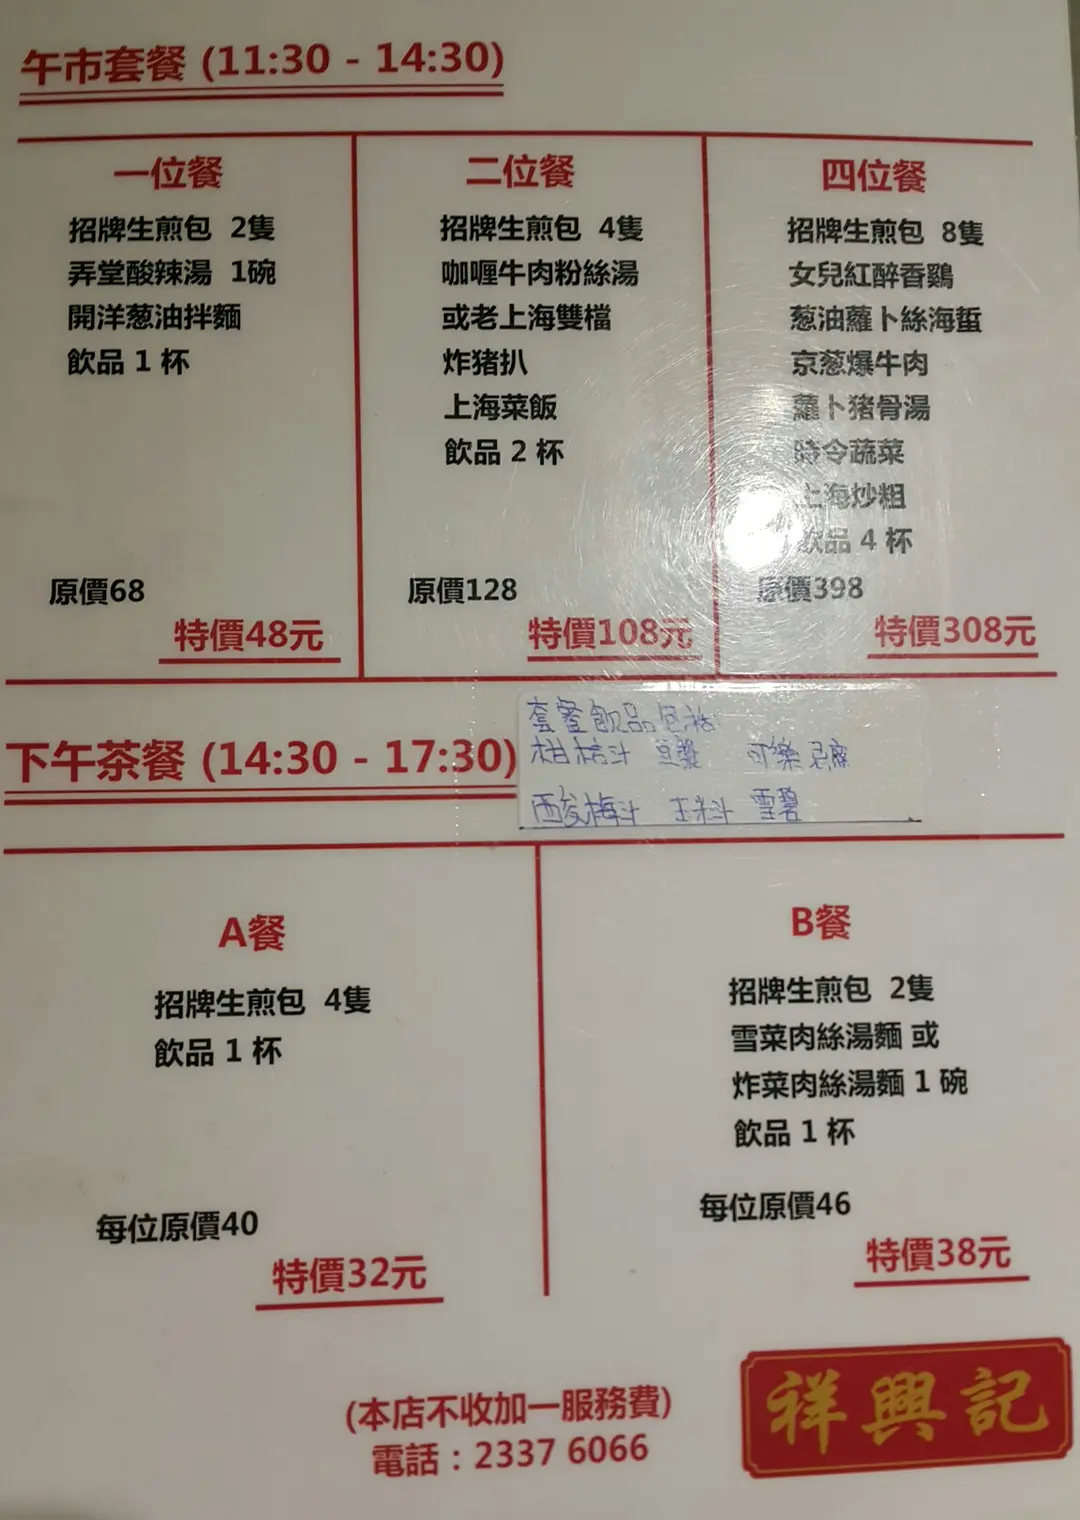 午市套餐 (11:30 - 14:30)
一位餐
招牌生煎包 2隻
弄堂酸辣湯 1碗
開洋葱油拌麵
飲品 1 杯
原價68
特價48元
二位餐
招牌生煎包 4隻
咖喱牛肉粉絲湯
或老上海雙檔
炸猪扒
上海菜飯
飲品 2 杯
原價128
特價108元
四位餐
招牌生煎包 8隻
女兒紅醉香鷄
葱油蘿卜絲海蜇
京葱爆牛肉
蘿卜猪骨湯
時令蔬菜
上海炒粗
飲品 4 杯
原價398
特價308元
套餐飲品包括
柑桔汁 豆漿 可樂
酸梅汁 雪碧
下午茶餐 (14:30 - 17:30)
A餐
招牌生煎包 4隻
飲品 1 杯
每位原價40
特價32元
B餐
招牌生煎包 2隻
雪菜肉絲湯麵 或
炸菜肉絲湯麵 1 碗
飲品 1 杯
每位原價46
特價38元
(本店不收加一服務費)
電話：2337 6066
祥興記